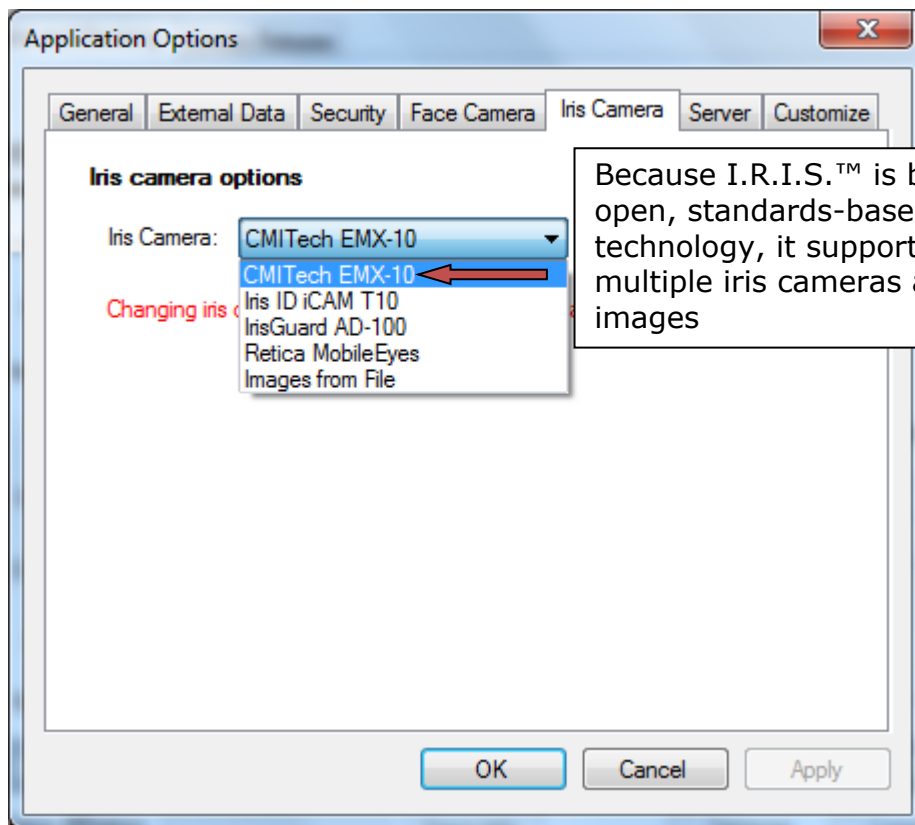 Application Options
General External Data Security Face Camera Iris Camera Server Customize
Iris camera options
Iris Camera: CMITech EMX-10
CMITech EMX-10
Iris ID iCAM T10
IrisGuard AD-100
Retica MobileEyes
Images from File
Changing iris
Because I.R.I.S.™ is
open, standards-base
technology, it support
multiple iris cameras
images
OK Cancel Apply